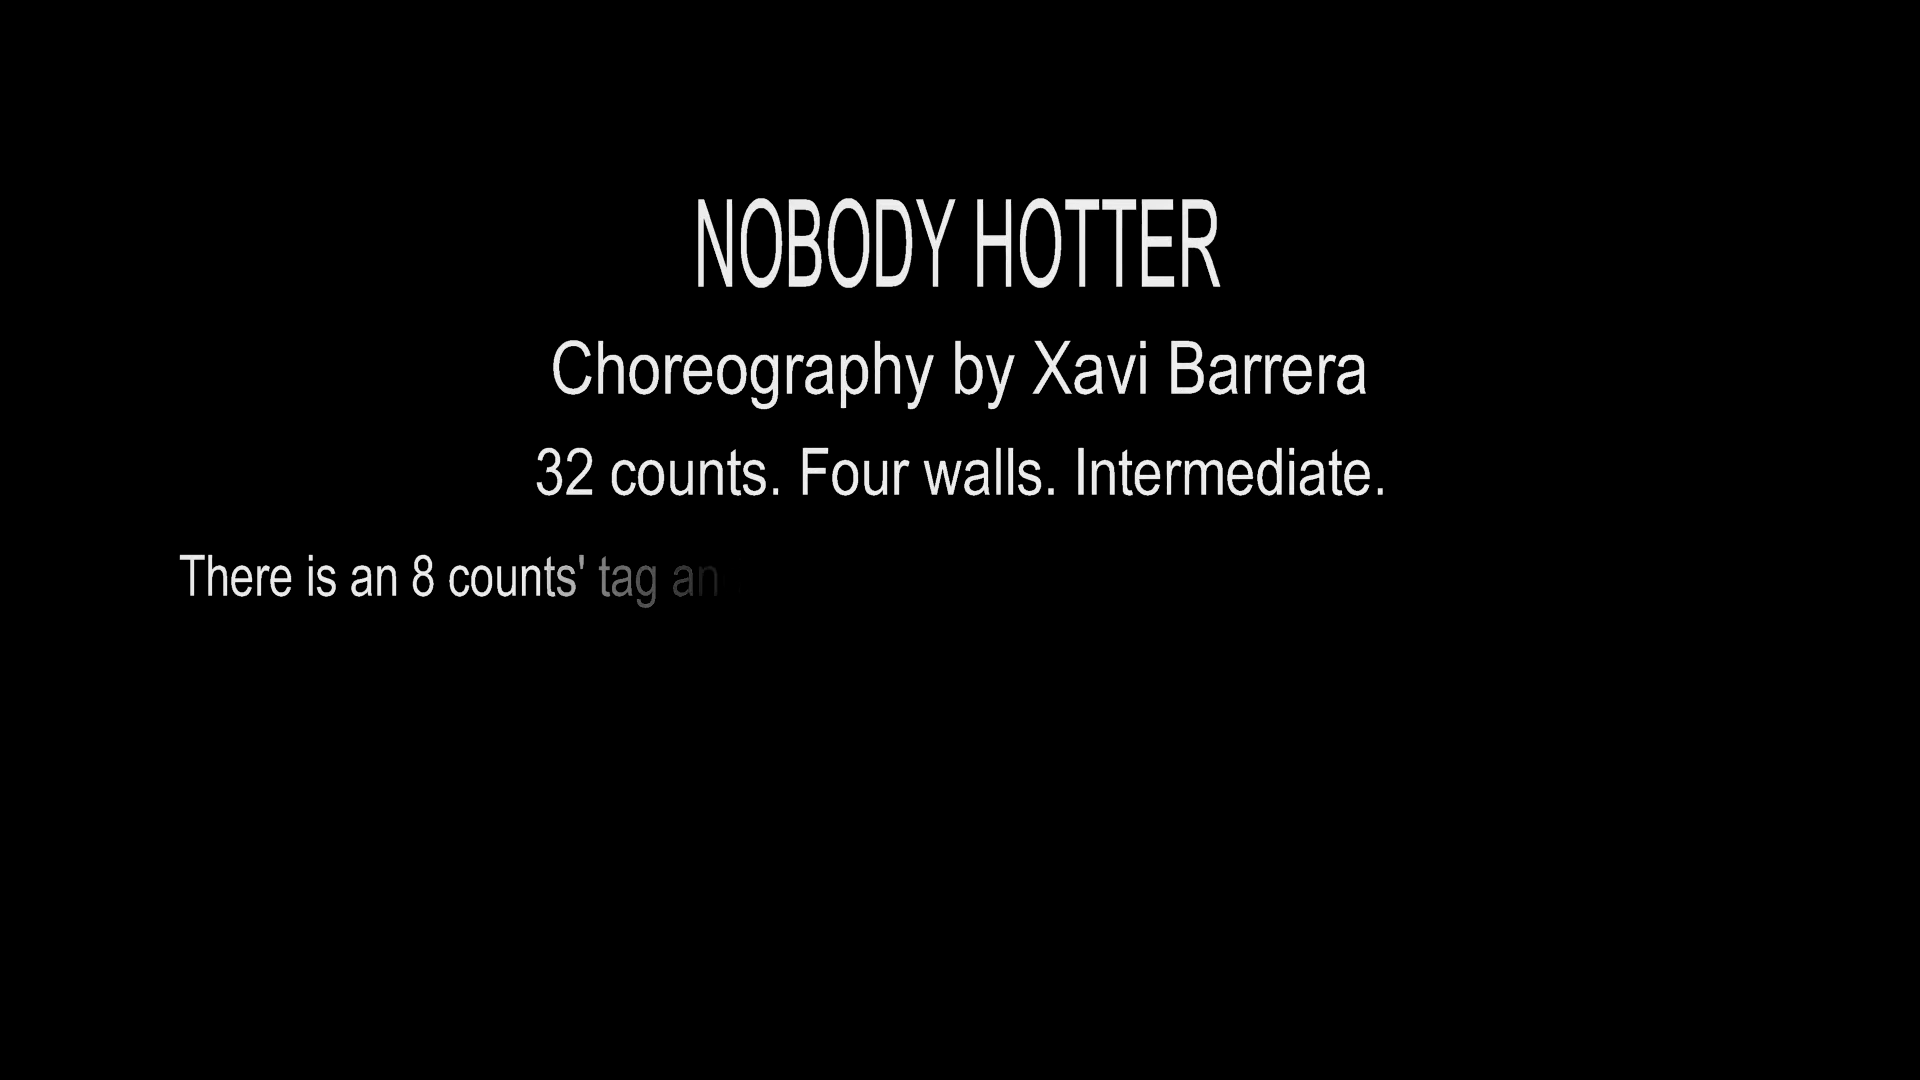 NOBODY HOTTER
Choreography by Xavi Barrera
32 counts. Four walls. Intermediate.
There is an 8 counts' tag an